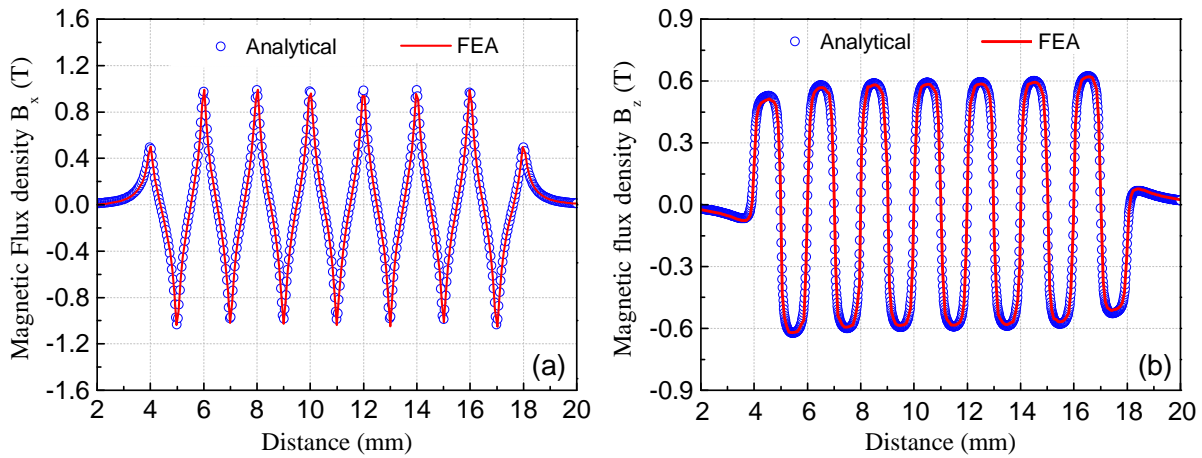 Magnetic Flux density B_x (T)
1.6
1.2
0.8
0.4
0.0
-0.4
-0.8
-1.2
-1.6
Analytical
FEA
(a)
2 4 6 8 10 12 14 16 18 20
Distance (mm)
Magnetic flux density B_z (T)
0.9
0.6
0.3
0.0
-0.3
-0.6
-0.9
Analytical
FEA
(b)
2 4 6 8 10 12 14 16 18 20
Distance (mm)